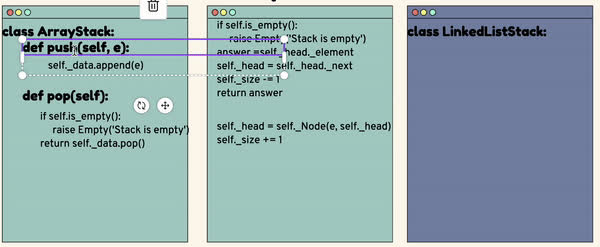 class ArrayStack:
def push(self, e):
self._data.append(e)
def pop(self):
if self.is_empty():
raise Empty('Stack is empty')
return self._data.pop()
if self.is_empty():
raise Empt 'Stack is empty')
answer =self._head._element
self._head = self._head._next
self._size -= 1
return answer
self._head = self._Node(e, self._head)
self._size += 1
class LinkedListStack: